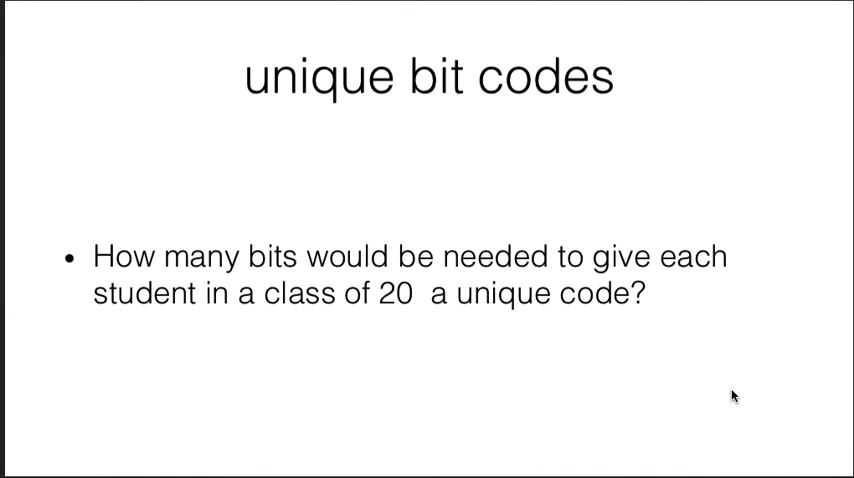 unique bit codes
• How many bits would be needed to give each
student in a class of 20  a unique code?